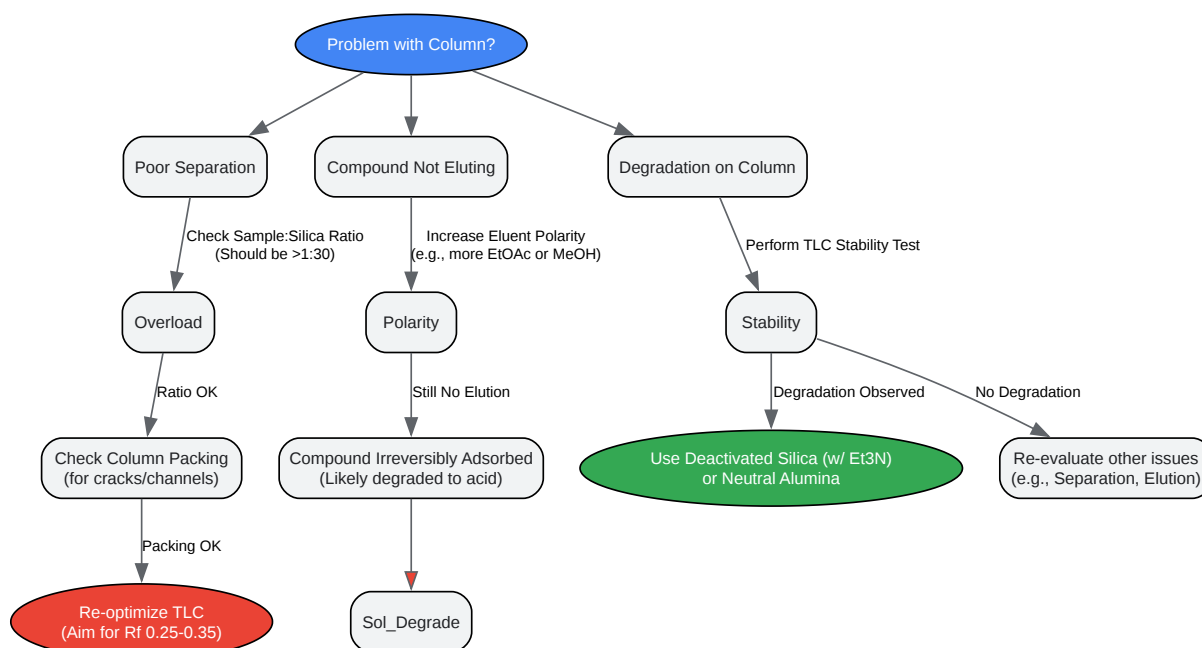 Problem with Column?
Poor Separation
Compound Not Eluting
Degradation on Column
Check Sample:Silica Ratio
(Should be >1:30)
Increase Eluent Polarity
(e.g., more EtOAc or MeOH)
Perform TLC Stability Test
Overload
Polarity
Stability
Ratio OK
Still No Elution
Degradation Observed
No Degradation
Check Column Packing
(for cracks/channels)
Compound Irreversibly Adsorbed
(Likely degraded to acid)
Use Deactivated Silica (w/ Et3N)
or Neutral Alumina
Re-evaluate other issues
(e.g., Separation, Elution)
Packing OK
Re-optimize TLC
(Aim for Rf 0.25-0.35)
Sol_Degrade